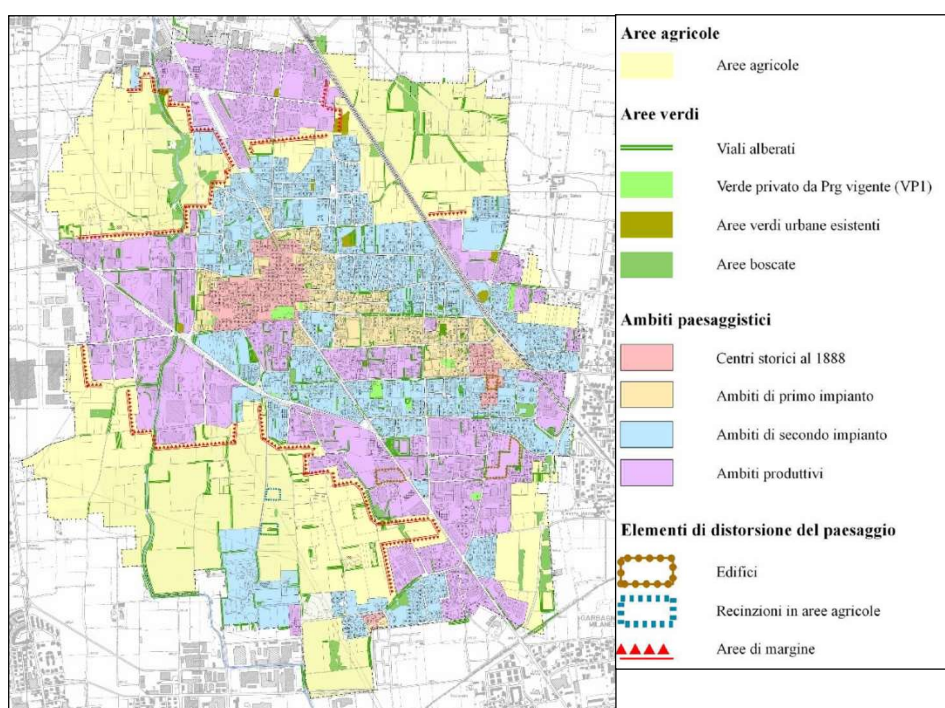 Aree agricole
Aree agricole
Aree verdi
Viali alberati
Verde privato da Prg vigente (VP1)
Aree verdi urbane esistenti
Aree boscate
Ambiti paesaggistici
Centri storici al 1888
Ambiti di primo impianto
Ambiti di secondo impianto
Ambiti produttivi
Elementi di distorsione del paesaggio
Edifici
Recinzioni in aree agricole
Aree di margine
GARBAGNATE